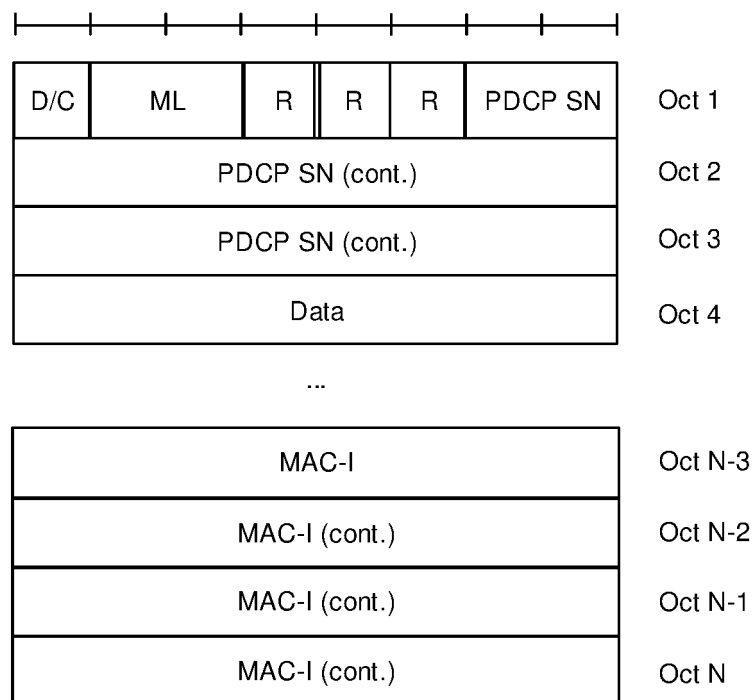 D/C ML R R R PDCP SN Oct 1
PDCP SN (cont.) Oct 2
PDCP SN (cont.) Oct 3
Data Oct 4
...
MAC-I Oct N-3
MAC-I (cont.) Oct N-2
MAC-I (cont.) Oct N-1
MAC-I (cont.) Oct N